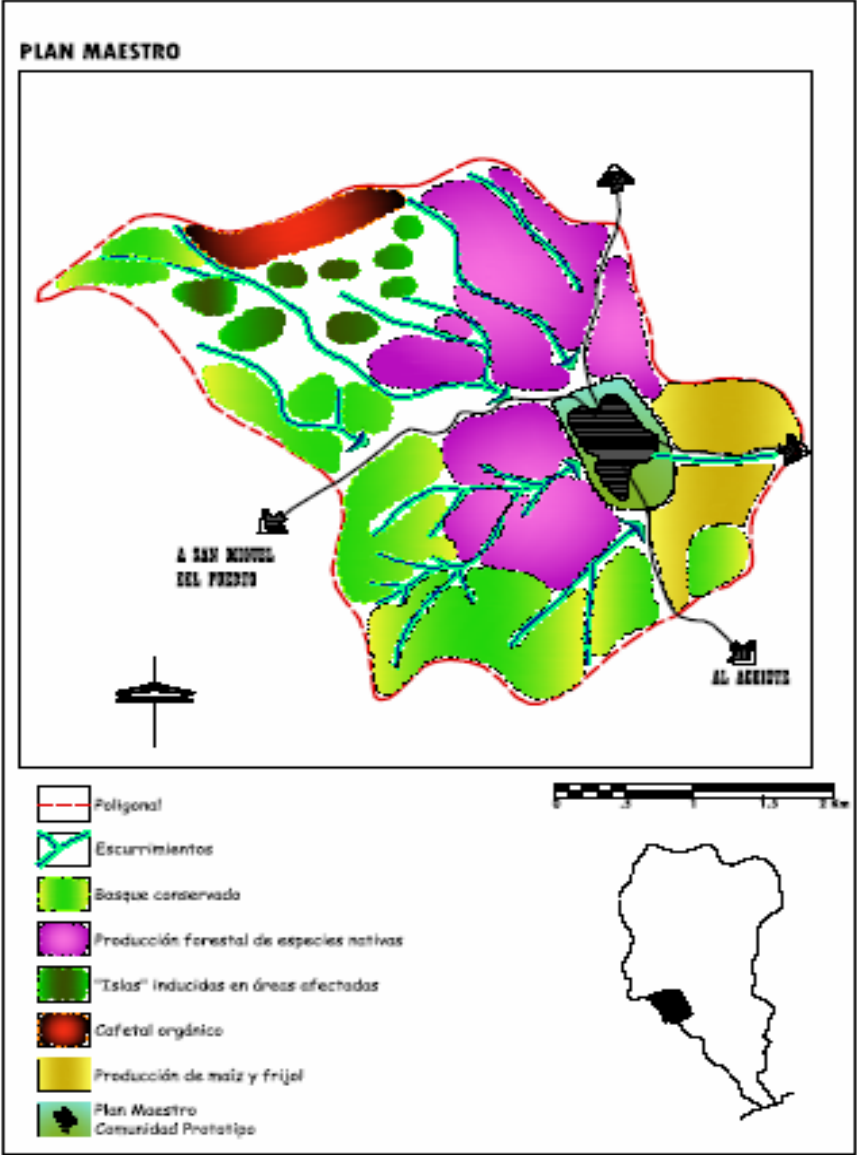 PLAN MAESTRO
A SAN MIGUEL
DEL PUERTO
AL
0 .5 1 1.5 2 Km
Poligonal
Escurrimientos
Bosque conservado
Producción forestal de especies nativas
"Islas" inducidas en áreas afectadas
Cafetal orgánico
Producción de maíz y frijol
Plan Maestro
Comunidad Prototipo